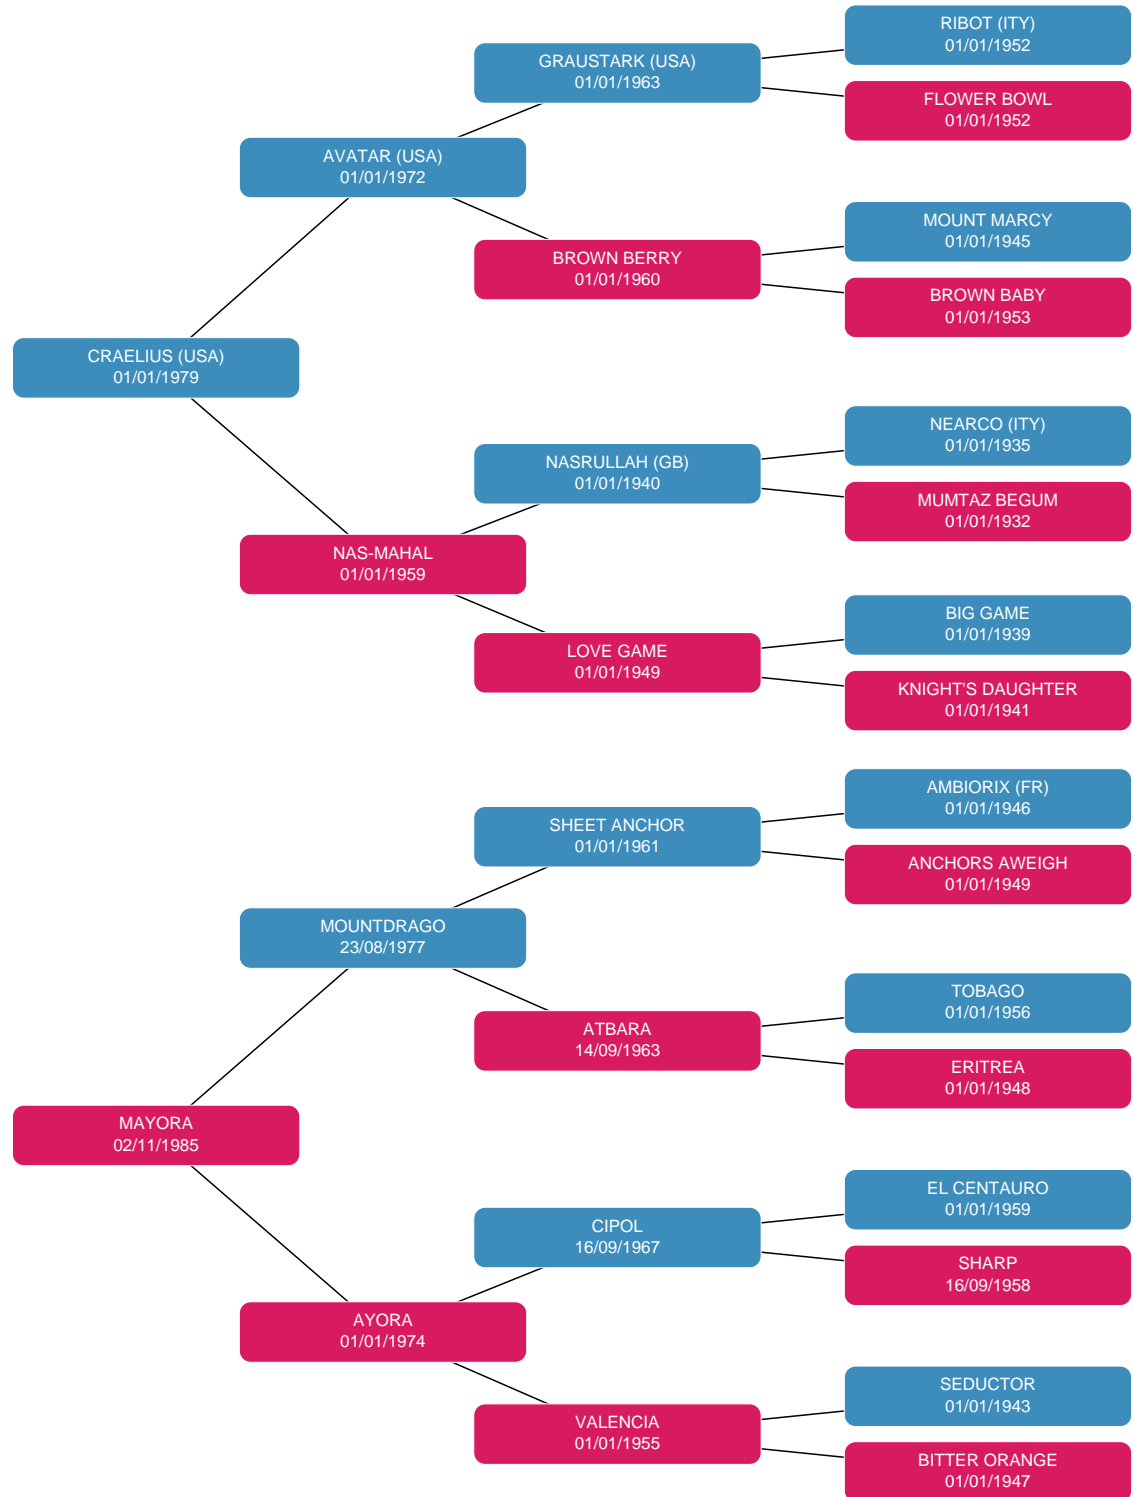 RIBOT (ITY)
01/01/1952
GRAUSTARK (USA)
01/01/1963
FLOWER BOWL
01/01/1952
AVATAR (USA)
01/01/1972
MOUNT MARCY
01/01/1945
BROWN BERRY
01/01/1960
BROWN BABY
01/01/1953
CRAELIUS (USA)
01/01/1979
NEARCO (ITY)
01/01/1935
NASRULLAH (GB)
01/01/1940
MUMTAZ BEGUM
01/01/1932
NAS-MAHAL
01/01/1959
BIG GAME
01/01/1939
LOVE GAME
01/01/1949
KNIGHT'S DAUGHTER
01/01/1941
AMBIORIX (FR)
01/01/1946
SHEET ANCHOR
01/01/1961
ANCHORS AWEIGH
01/01/1949
MOUNTDRAGO
23/08/1977
TOBAGO
01/01/1956
ATBARA
14/09/1963
ERITREA
01/01/1948
MAYORA
02/11/1985
EL CENTAURO
01/01/1959
CIPOL
16/09/1967
SHARP
16/09/1958
AYORA
01/01/1974
SEDUCTOR
01/01/1943
VALENCIA
01/01/1955
BITTER ORANGE
01/01/1947